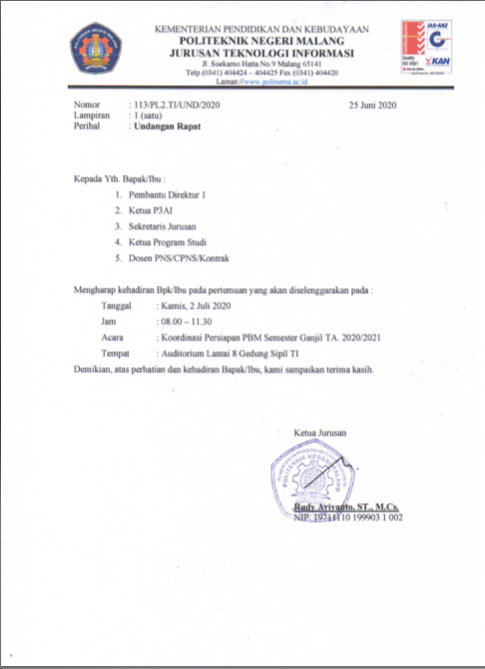 KEMENTERIAN PENDIDIKAN DAN KEBUDAYAAN
POLITEKNIK NEGERI MALANG
JURUSAN TEKNOLOGI INFORMASI
Jl. Soekarno Hatta No.9 Malang 65141
Telp (0341) 404424 – 404425 Fax (0341) 404420
Laman://www.polinema.ac.id
JAS-ANZ
KAN
Nomor : 113/PL2.TI/UND/2020 25 Juni 2020
Lampiran : 1 (satu)
Perihal : Undangan Rapat
Kepada Yth. Bapak/Ibu :
1. Pembantu Direktur 1
2. Ketua P3AI
3. Sekretaris Jurusan
4. Ketua Program Studi
5. Dosen PNS/CPNS/Kontrak
Mengharap kehadiran Bpk/Ibu pada pertemuan yang akan diselenggarakan pada :
Tanggal : Kamis, 2 Juli 2020
Jam : 08.00 – 11.30
Acara : Koordinasi Persiapan PBM Semester Ganjil TA. 2020/2021
Tempat : Auditorium Lantai 8 Gedung Sipil TI
Demikian, atas perhatian dan kehadiran Bapak/Ibu, kami sampaikan terima kasih.
Ketua Jurusan
POLITEKNIK NEGERI MALANG
Rudy Ariyanto, ST., M.Cs.
NIP. 19711110 199903 1 002